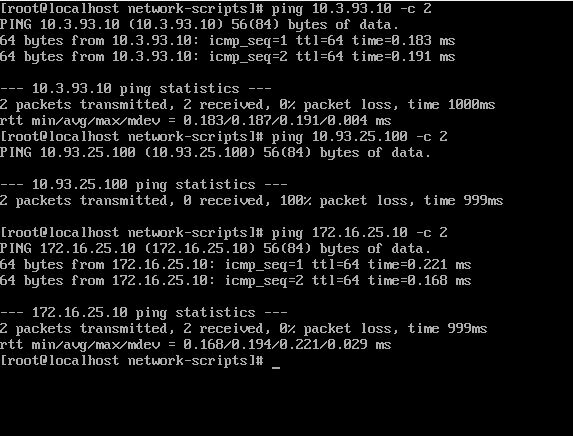 [root@localhost network-scripts]# ping 10.3.93.10 -c 2
PING 10.3.93.10 (10.3.93.10) 56(84) bytes of data.
64 bytes from 10.3.93.10: icmp_seq=1 ttl=64 time=0.183 ms
64 bytes from 10.3.93.10: icmp_seq=2 ttl=64 time=0.191 ms
--- 10.3.93.10 ping statistics ---
2 packets transmitted, 2 received, 0% packet loss, time 1000ms
rtt min/avg/max/mdev = 0.183/0.187/0.191/0.004 ms
[root@localhost network-scripts]# ping 10.93.25.100 -c 2
PING 10.93.25.100 (10.93.25.100) 56(84) bytes of data.
--- 10.93.25.100 ping statistics ---
2 packets transmitted, 0 received, 100% packet loss, time 999ms
[root@localhost network-scripts]# ping 172.16.25.10 -c 2
PING 172.16.25.10 (172.16.25.10) 56(84) bytes of data.
64 bytes from 172.16.25.10: icmp_seq=1 ttl=64 time=0.221 ms
64 bytes from 172.16.25.10: icmp_seq=2 ttl=64 time=0.168 ms
--- 172.16.25.10 ping statistics ---
2 packets transmitted, 2 received, 0% packet loss, time 999ms
rtt min/avg/max/mdev = 0.168/0.194/0.221/0.029 ms
[root@localhost network-scripts]# _